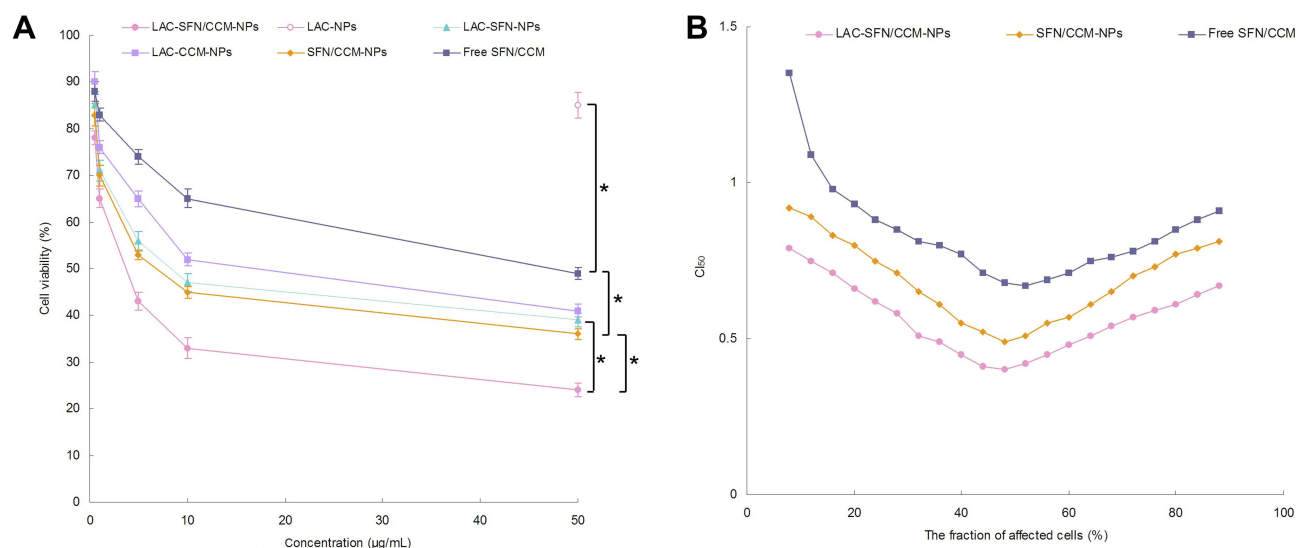 A
LAC-SFN/CCM-NPs LAC-NPs LAC-SFN-NPs
LAC-CCM-NPs SFN/CCM-NPs Free SFN/CCM
100
90
80
70
60
50
40
30
20
10
0
Cell viability (%)
*
*
*
*
0 10 20 30 40 50
Concentration (µg/mL)
B
LAC-SFN/CCM-NPs SFN/CCM-NPs Free SFN/CCM
1.5
1
0.5
0
CI50
0 20 40 60 80 100
The fraction of affected cells (%)